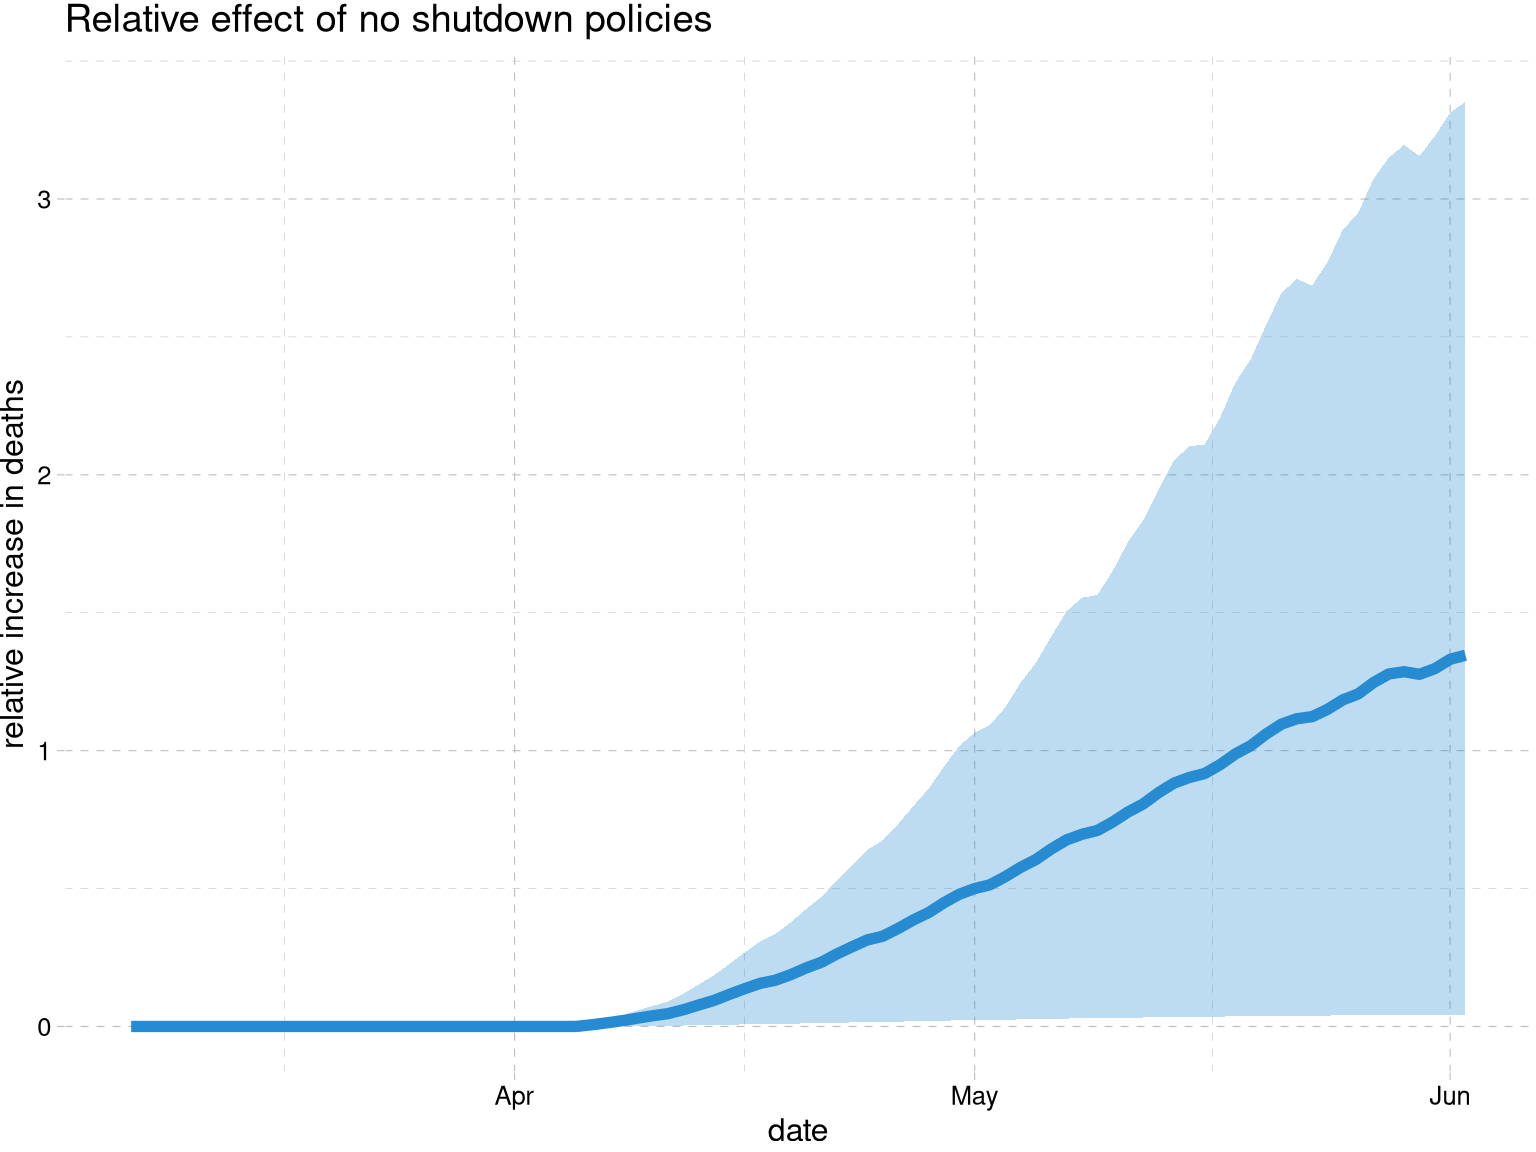 Relative effect of no shutdown policies
relative increase in deaths
3
2
1
0
Apr
May
Jun
date